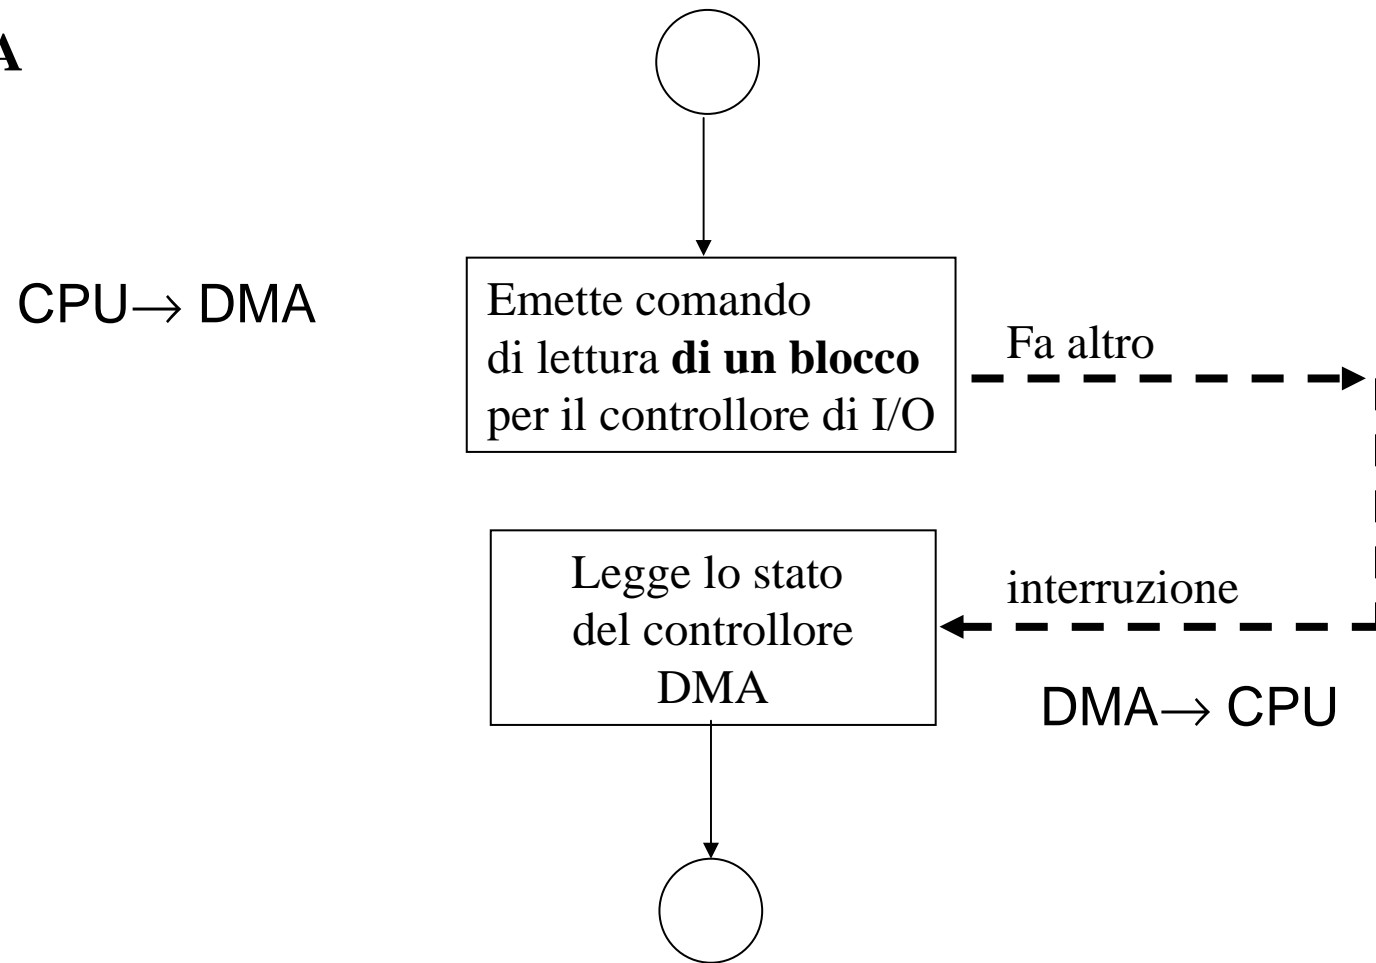 A
CPU→ DMA
Emette comando
di lettura di un blocco
per il controllore di I/O
Fa altro
Legge lo stato
del controllore
DMA
interruzione
DMA→ CPU